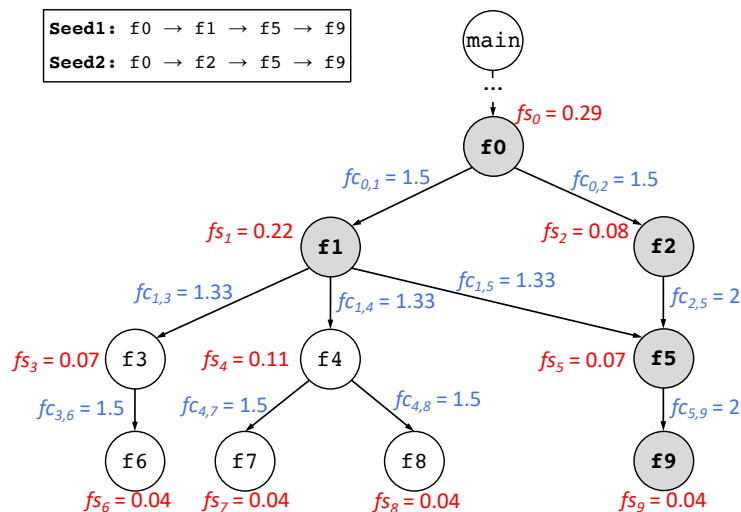 Seed1: f0 → f1 → f5 → f9
Seed2: f0 → f2 → f5 → f9
main
...
fs0 = 0.29
f0
fc0,1 = 1.5
fc0,2 = 1.5
fs1 = 0.22
f1
fs2 = 0.08
f2
fc1,3 = 1.33
fc1,4 = 1.33
fc1,5 = 1.33
fc2,5 = 2
fs3 = 0.07
f3
fs4 = 0.11
f4
fs5 = 0.07
f5
fc3,6 = 1.5
fc4,7 = 1.5
fc4,8 = 1.5
fc5,9 = 2
f6
f7
f8
f9
fs6 = 0.04
fs7 = 0.04
fs8 = 0.04
fs9 = 0.04